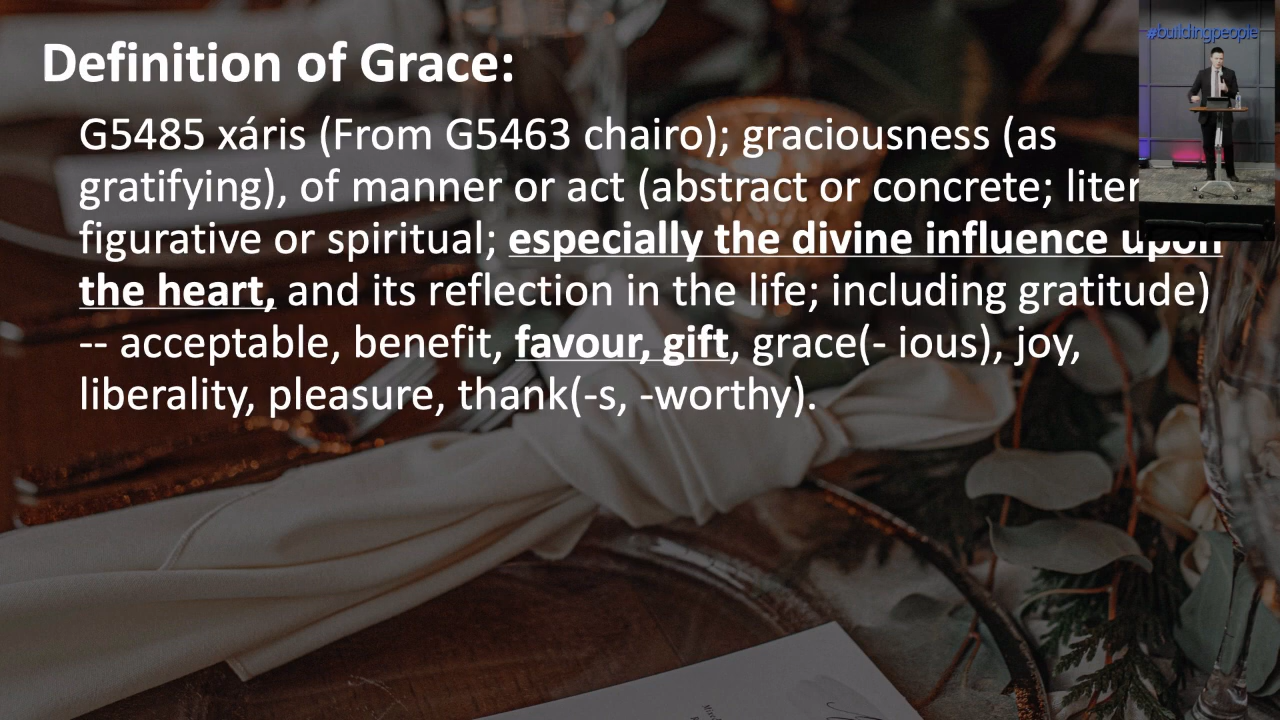 Definition of Grace:
G5485 xáris (From G5463 chairo); graciousness (as
gratifying), of manner or act (abstract or concrete; liter
figurative or spiritual; especially the divine influence upon
the heart, and its reflection in the life; including gratitude)
-- acceptable, benefit, favour, gift, grace(- ious), joy,
liberality, pleasure, thank(-s, -worthy).
#buildingpeople